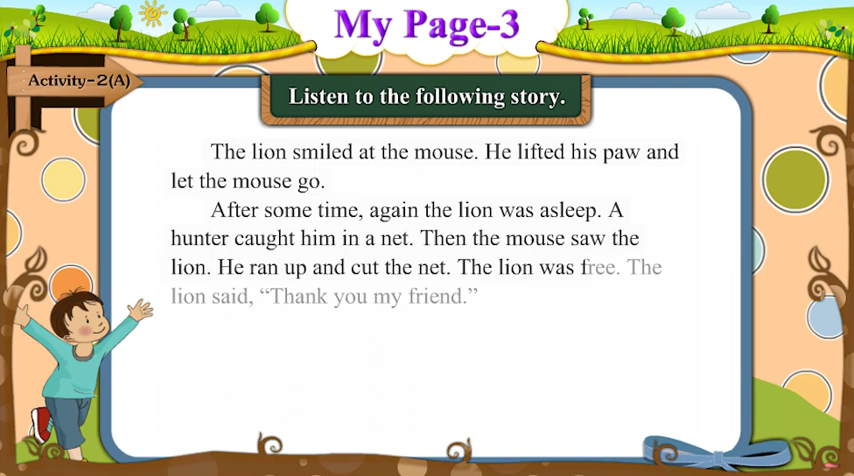 My Page-3
Activity-2(A)
Listen to the following story.
The lion smiled at the mouse. He lifted his paw and
let the mouse go.
After some time, again the lion was asleep. A
hunter caught him in a net. Then the mouse saw the
lion. He ran up and cut the net. The lion was free. The
lion said, “Thank you my friend.”